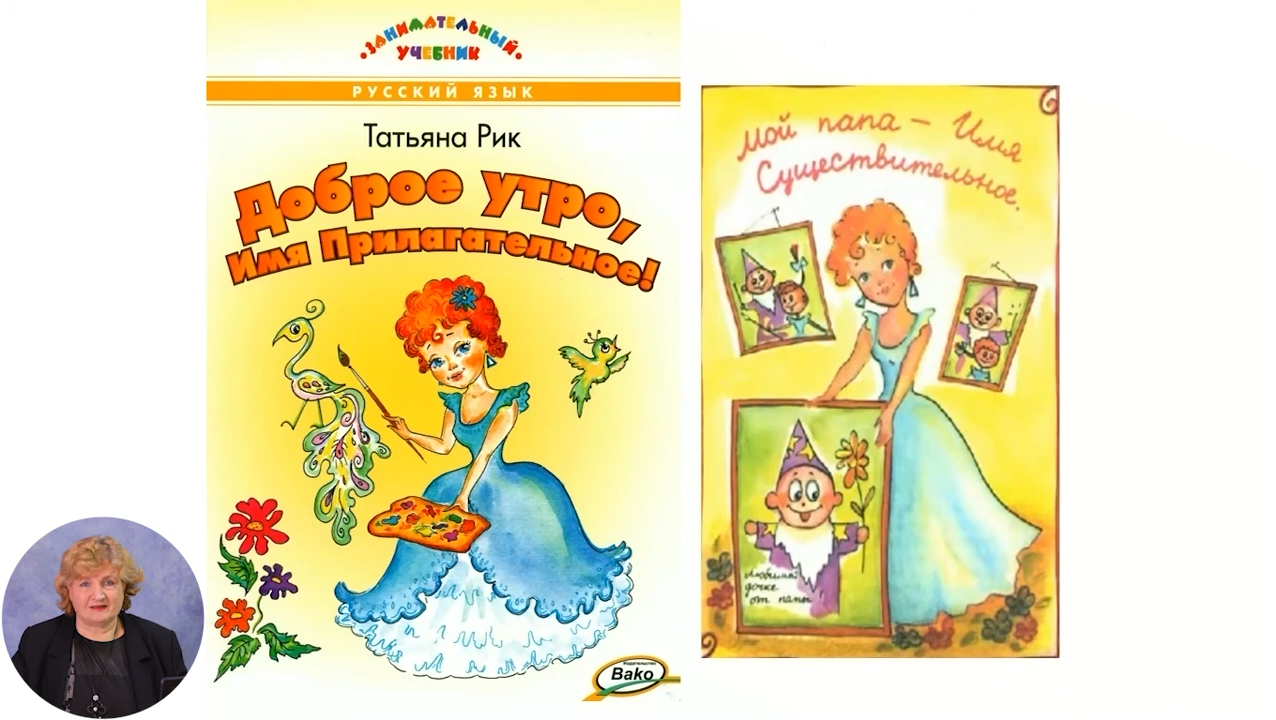 ЗАНИМАТЕЛЬНЫЙ
УЧЕБНИК
РУССКИЙ ЯЗЫК
Татьяна Рик
Доброе утро,
Имя Прилагательное!
Издательство
Вако
Мой папа – Имя
Существительное.
Любимой
дочке
от папы